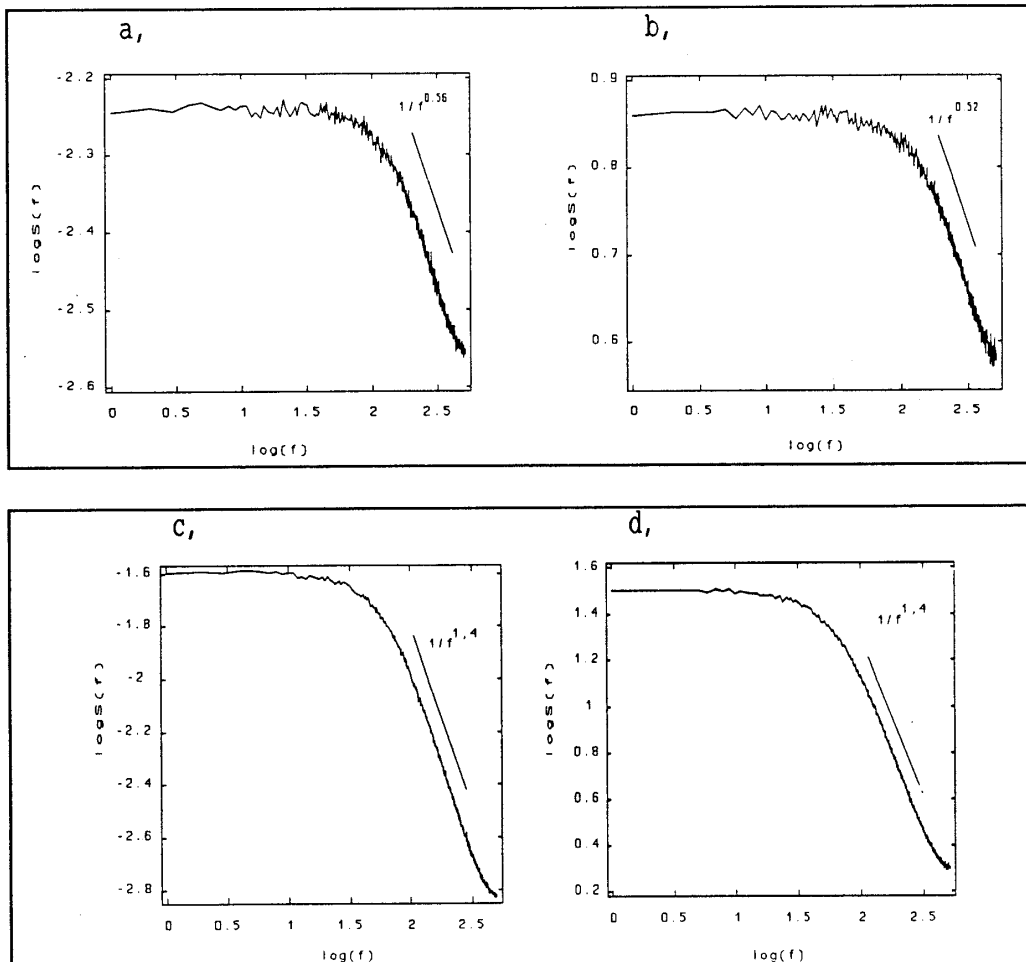 a,
-2.2
-2.3
-2.4
-2.5
-2.6
logS(f)
1/f^0.56
0 0.5 1 1.5 2 2.5
log(f)
b,
0.9
0.8
0.7
0.6
logS(f)
1/f^0.52
0 0.5 1 1.5 2 2.5
log(f)
c,
-1.6
-1.8
-2
-2.2
-2.4
-2.6
-2.8
logS(f)
1/f^1,4
0 0.5 1 1.5 2 2.5
log(f)
d,
1.6
1.4
1.2
1
0.8
0.6
0.4
0.2
logS(f)
1/f^1,4
0 0.5 1 1.5 2 2.5
log(f)